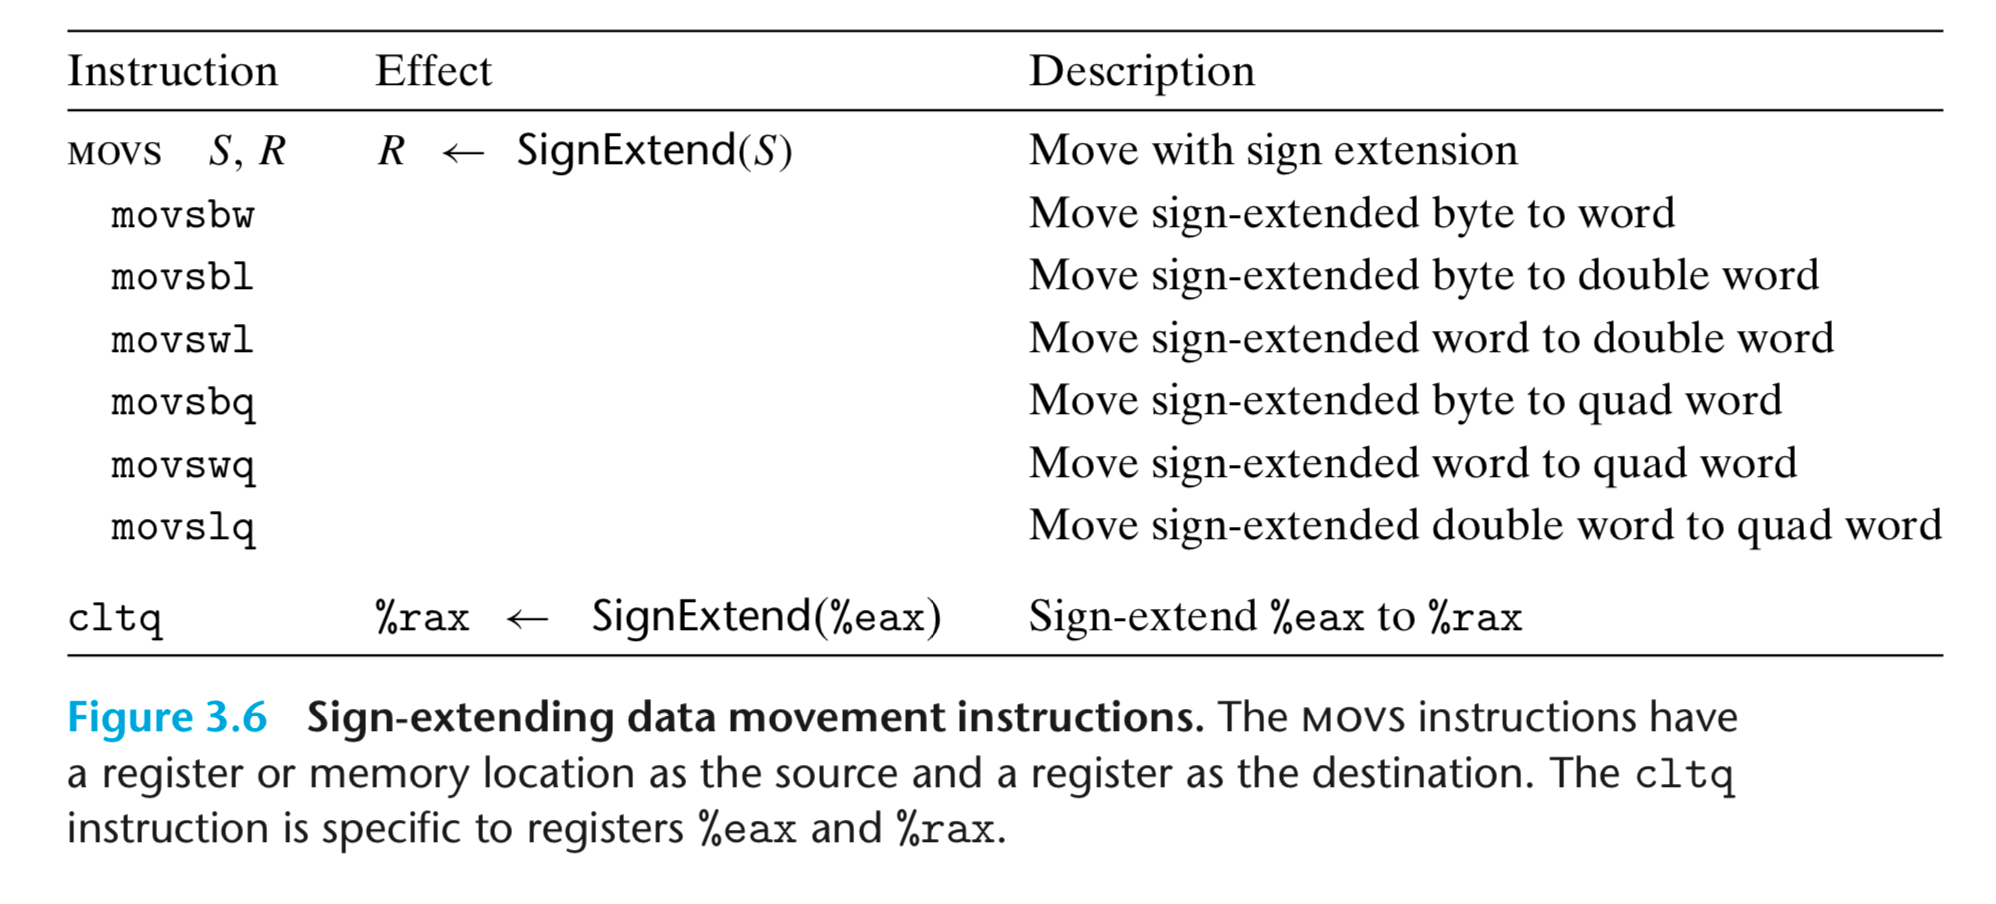 Instruction Effect Description
MOVS S, R R ← SignExtend(S) Move with sign extension
movsbw Move sign-extended byte to word
movsbl Move sign-extended byte to double word
movswl Move sign-extended word to double word
movsbq Move sign-extended byte to quad word
movswq Move sign-extended word to quad word
movslq Move sign-extended double word to quad word
cltq %rax ← SignExtend(%eax) Sign-extend %eax to %rax
Figure 3.6 Sign-extending data movement instructions. The MOVS instructions have
a register or memory location as the source and a register as the destination. The cltq
instruction is specific to registers %eax and %rax.